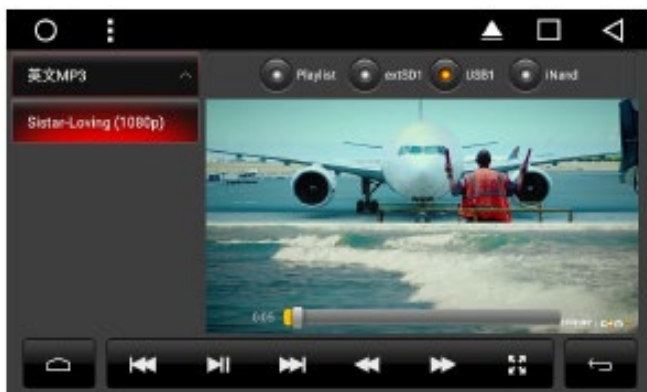 英文MP3
Playlist
extSD1
USB1
iNand
Sistar-Loving (1080p)
0:05